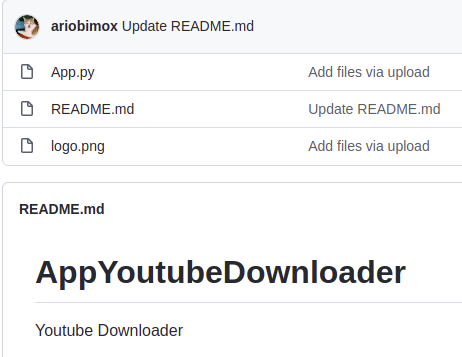 ariobimox Update README.md
App.py Add files via upload
README.md Update README.md
logo.png Add files via upload
README.md
AppYoutubeDownloader
Youtube Downloader